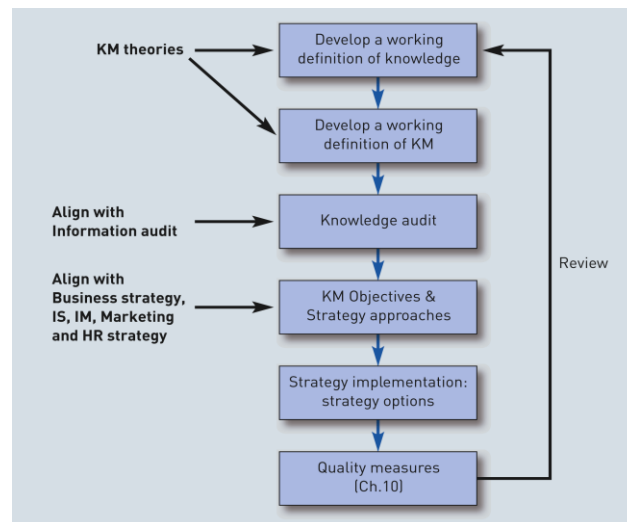 KM theories
Develop a working
definition of knowledge
Develop a working
definition of KM
Align with
Information audit
Knowledge audit
Align with
Business strategy,
IS, IM, Marketing
and HR strategy
KM Objectives &
Strategy approaches
Review
Strategy implementation:
strategy options
Quality measures
(Ch.10)